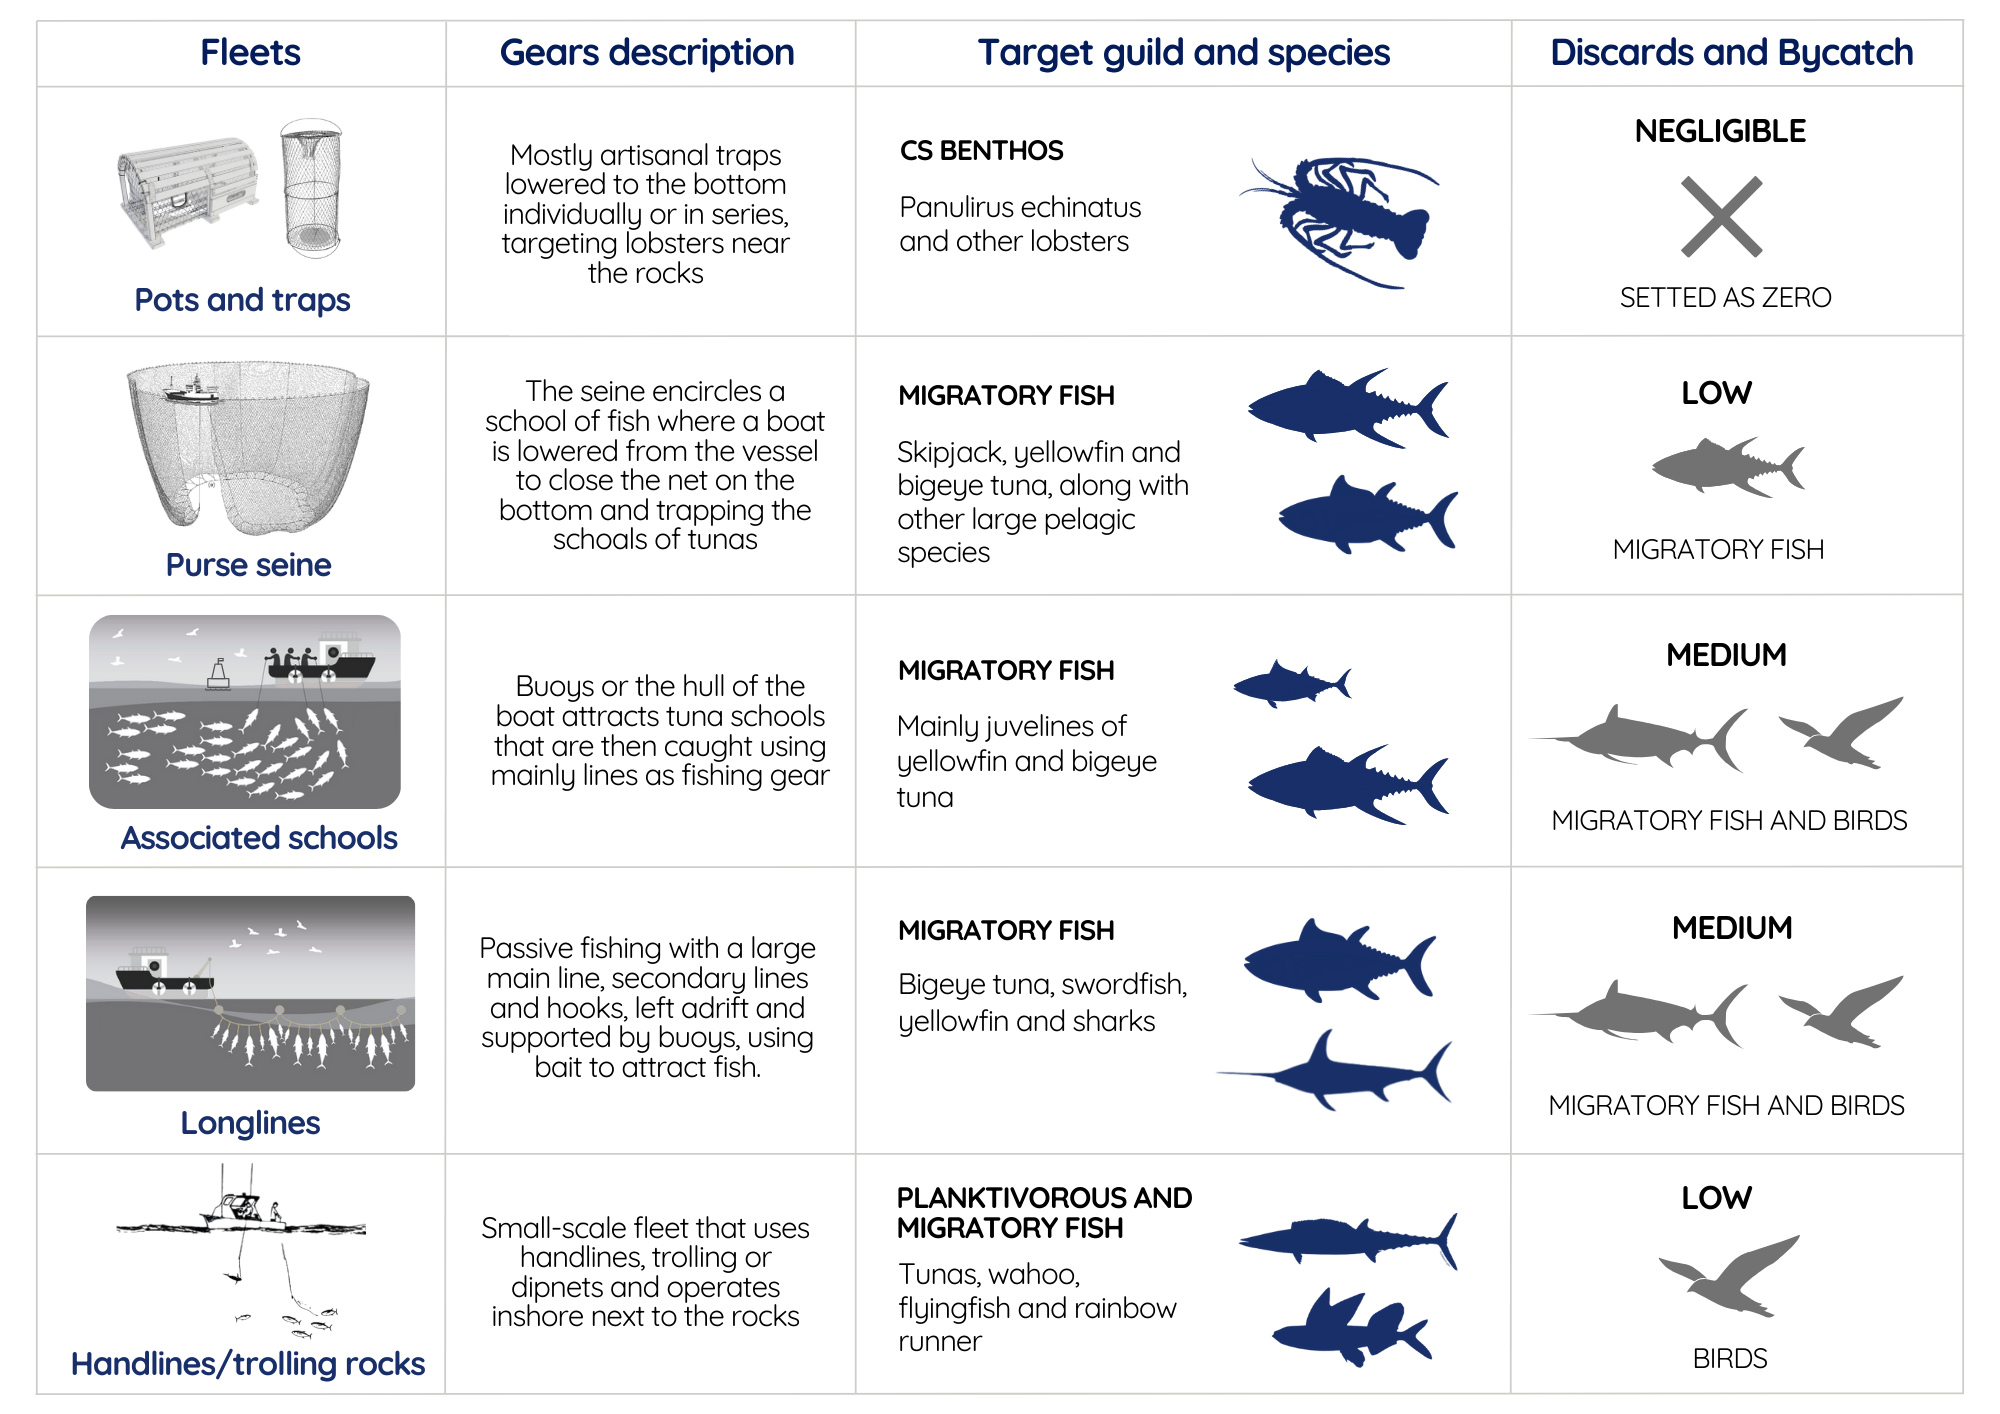 Fleets
Gears description
Target guild and species
Discards and Bycatch
Pots and traps
Mostly artisanal traps
lowered to the bottom
individually or in series,
targeting lobsters near
the rocks
CS BENTHOS
Panulirus echinatus
and other lobsters
NEGLIGIBLE
SETTED AS ZERO
Purse seine
The seine encircles a
school of fish where a boat
is lowered from the vessel
to close the net on the
bottom and trapping the
schoals of tunas
MIGRATORY FISH
Skipjack, yellowfin and
bigeye tuna, along with
other large pelagic
species
LOW
MIGRATORY FISH
Associated schools
Buoys or the hull of the
boat attracts tuna schools
that are then caught using
mainly lines as fishing gear
MIGRATORY FISH
Mainly juvelines of
yellowfin and bigeye
tuna
MEDIUM
MIGRATORY FISH AND BIRDS
Longlines
Passive fishing with a large
main line, secondary lines
and hooks, left adrift and
supported by buoys, using
bait to attract fish.
MIGRATORY FISH
Bigeye tuna, swordfish,
yellowfin and sharks
MEDIUM
MIGRATORY FISH AND BIRDS
Handlines/trolling rocks
Small-scale fleet that uses
handlines, trolling or
dipnets and operates
inshore next to the rocks
PLANKTIVOROUS AND
MIGRATORY FISH
Tunas, wahoo,
flyingfish and rainbow
runner
LOW
BIRDS